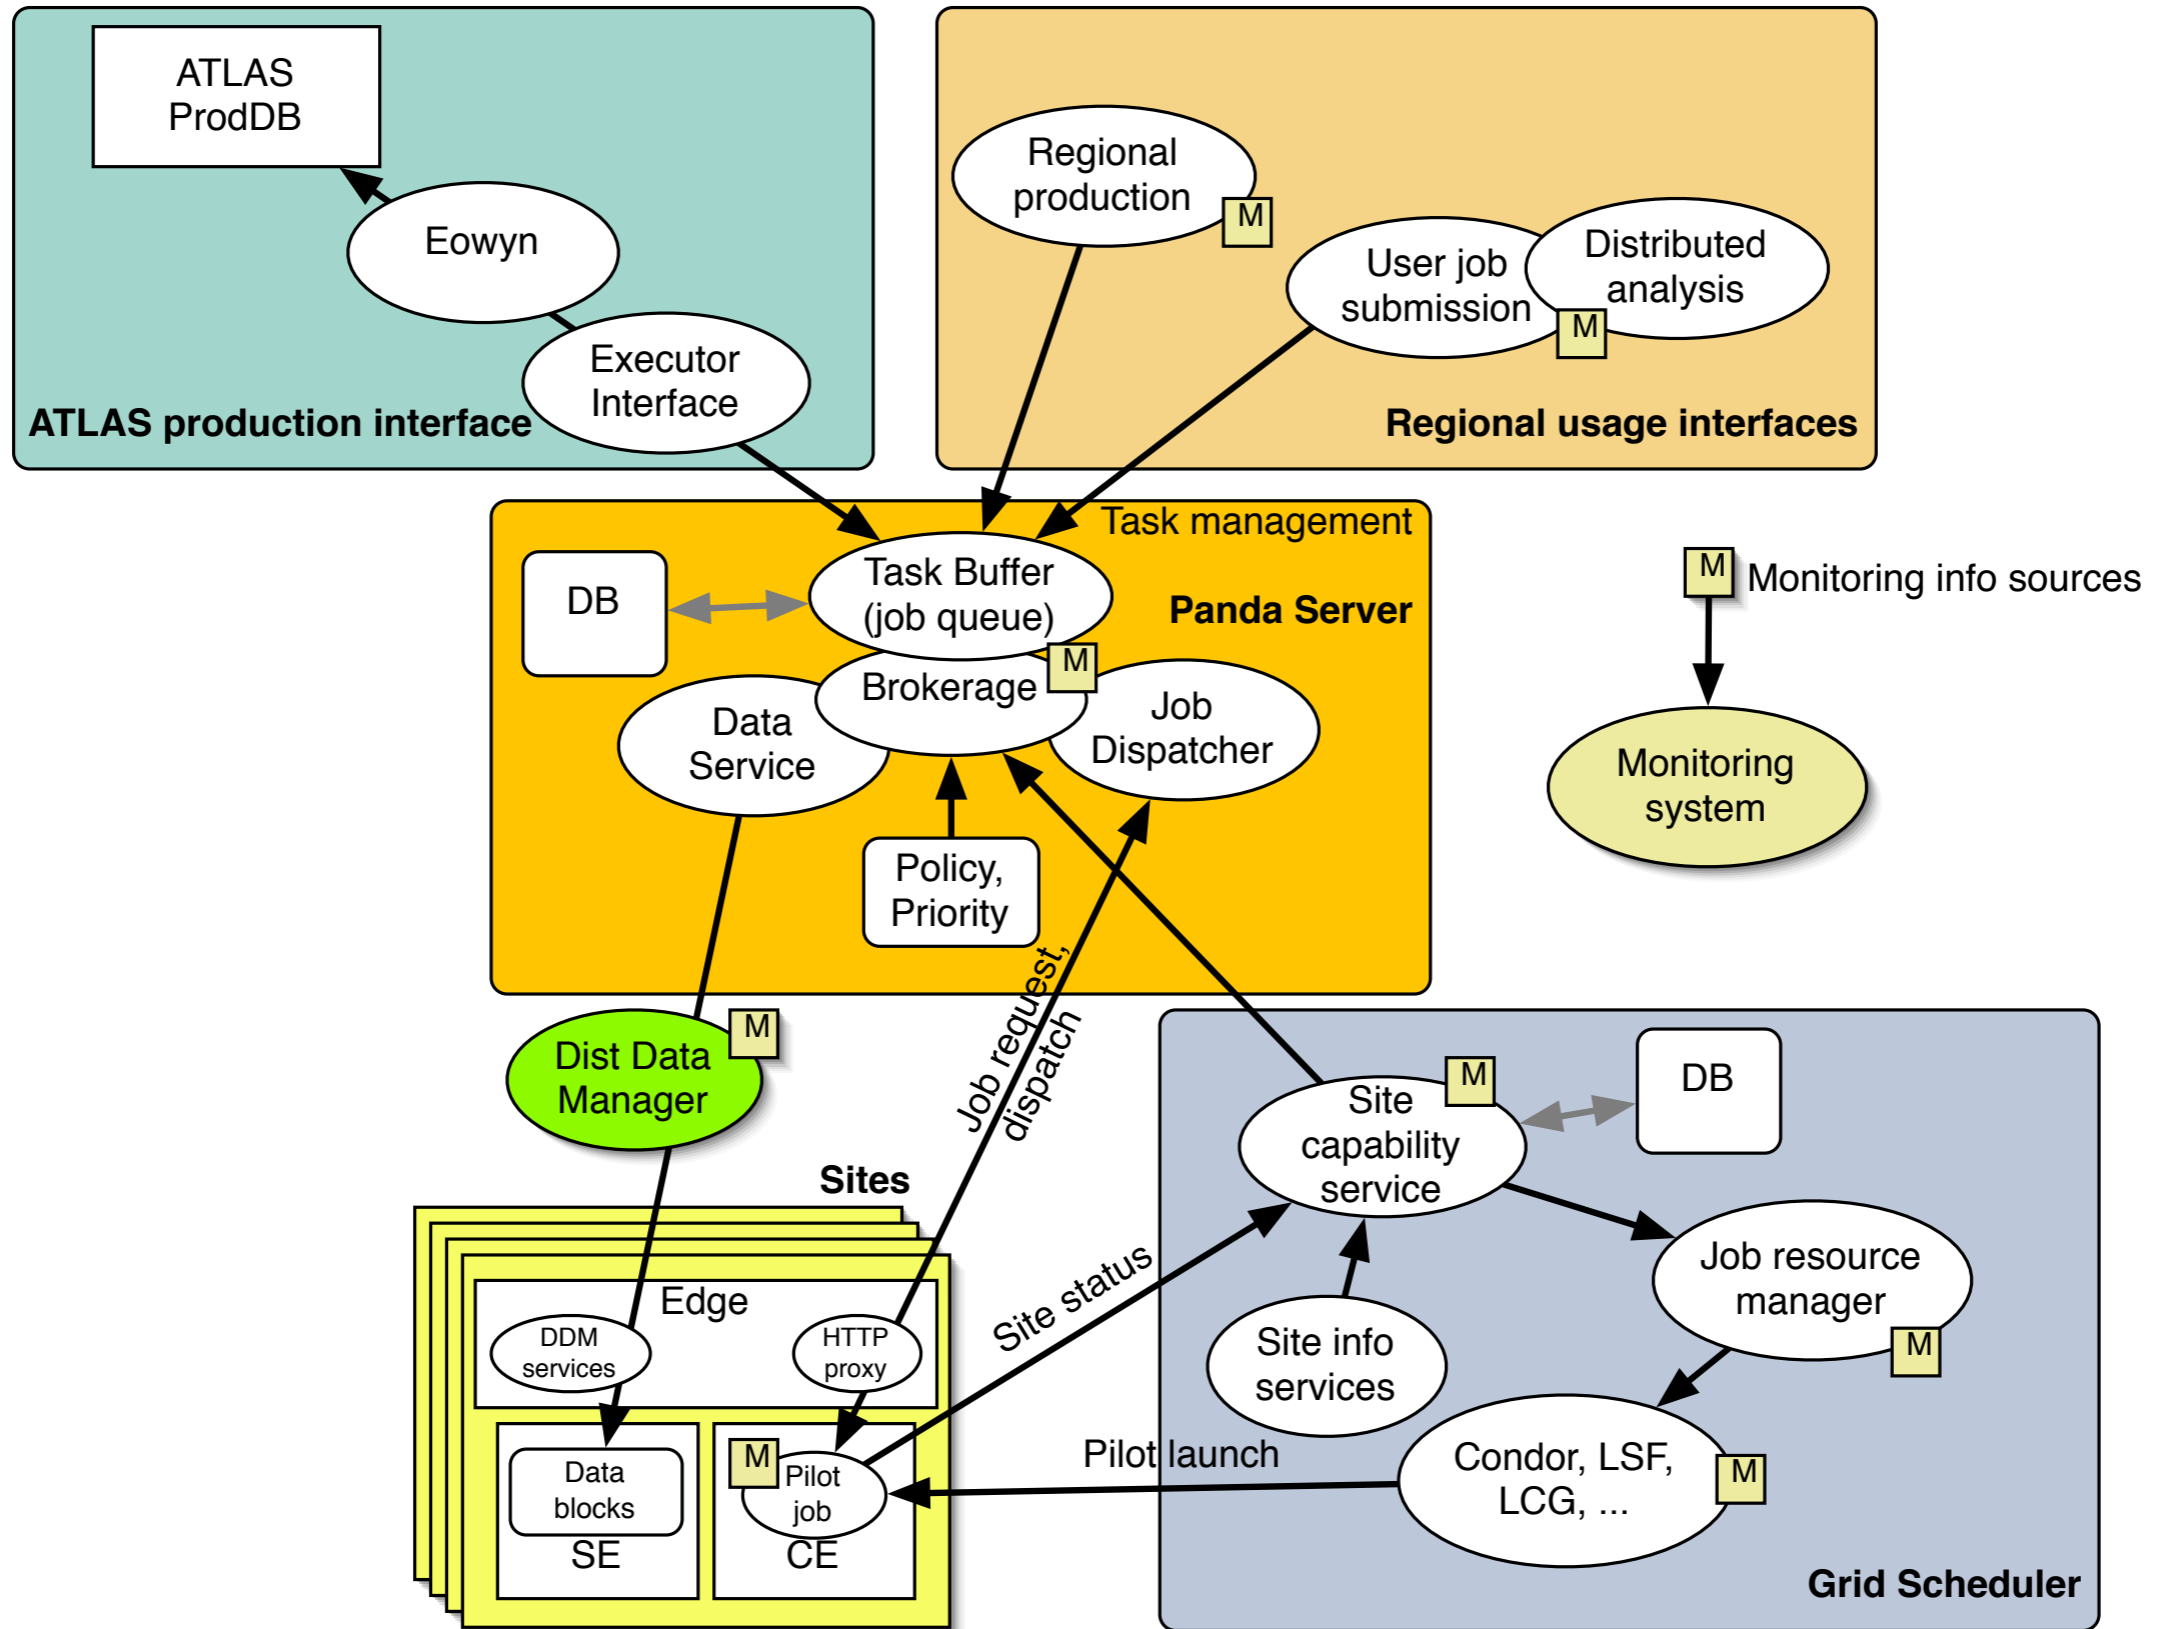 ATLAS
ProdDB
Eowyn
Executor
Interface
ATLAS production interface
Regional
production
M
User job
submission
Distributed
analysis
M
Regional usage interfaces
Task management
DB
Task Buffer
(job queue)
Panda Server
M
Brokerage
Data
Service
Job
Dispatcher
Policy,
Priority
M
Monitoring info sources
Monitoring
system
Dist Data
Manager
M
Job request,
dispatch
Sites
Edge
DDM
services
HTTP
proxy
Data
blocks
SE
M
Pilot
job
CE
Site status
Pilot launch
M
Site
capability
service
DB
Job resource
manager
M
Site info
services
Condor, LSF,
LCG, ...
M
Grid Scheduler